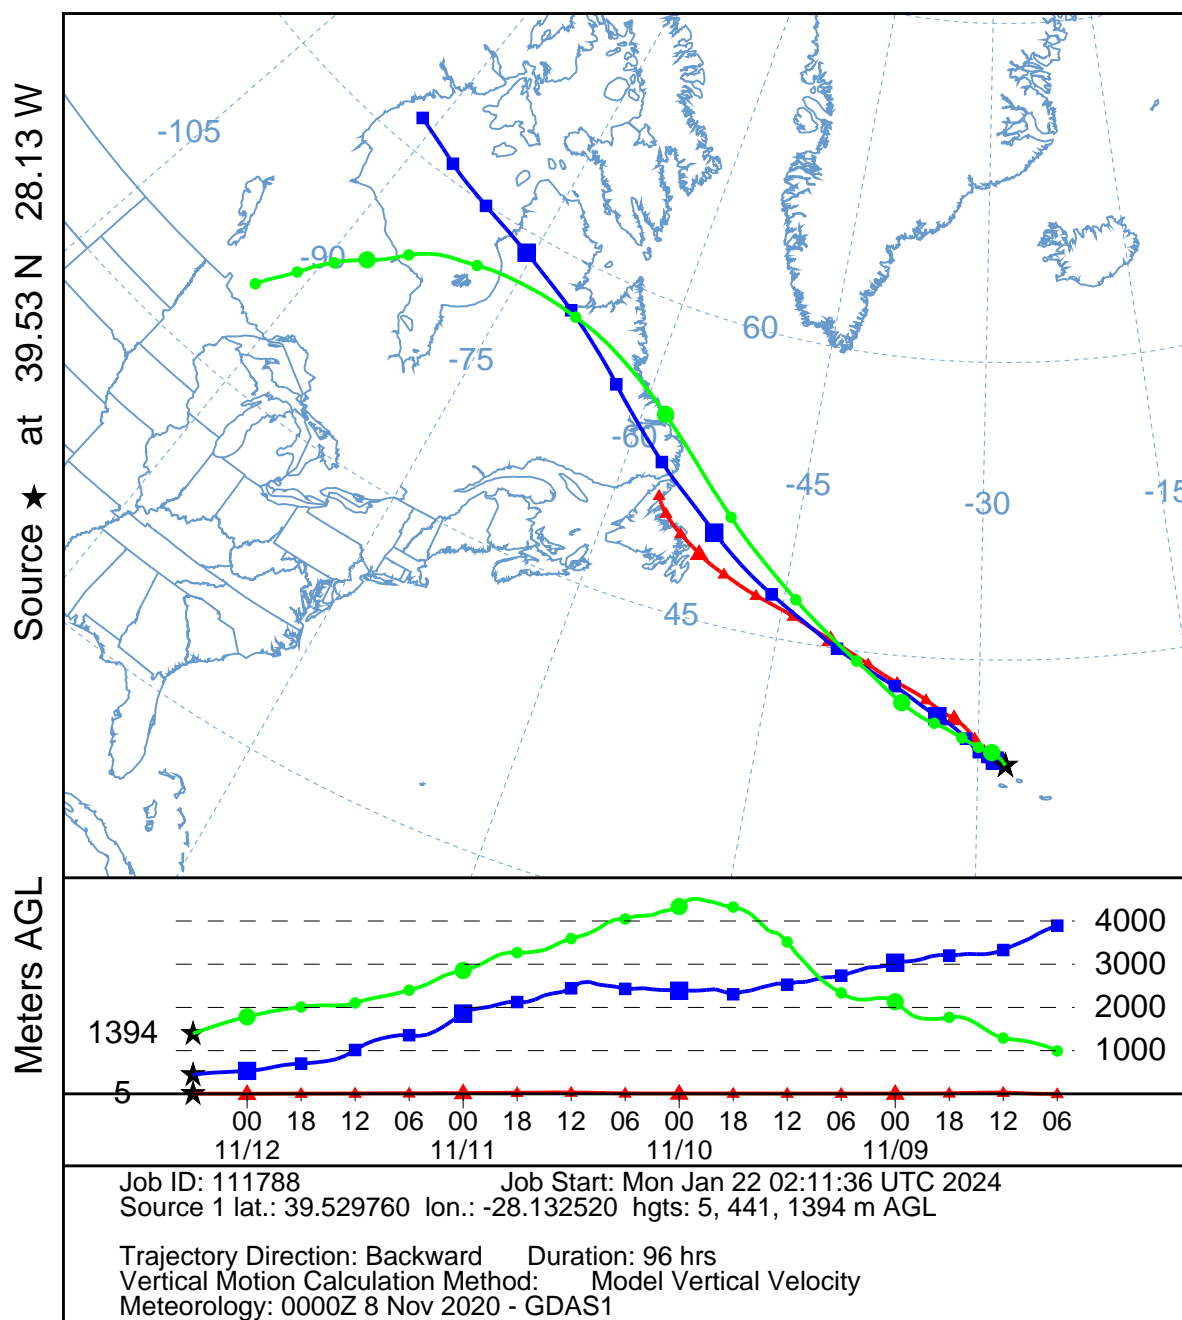 Source ★ at 39.53 N 28.13 W
-105
-90
-75
60
-60
-45
-30
-15
45
Meters AGL
4000
3000
2000
1394
1000
5
00 18 12 06 00 18 12 06 00 18 12 06 00 18 12 06
11/12 11/11 11/10 11/09
Job ID: 111788 Job Start: Mon Jan 22 02:11:36 UTC 2024
Source 1 lat.: 39.529760 lon.: -28.132520 hgts: 5, 441, 1394 m AGL
Trajectory Direction: Backward Duration: 96 hrs
Vertical Motion Calculation Method: Model Vertical Velocity
Meteorology: 0000Z 8 Nov 2020 - GDAS1